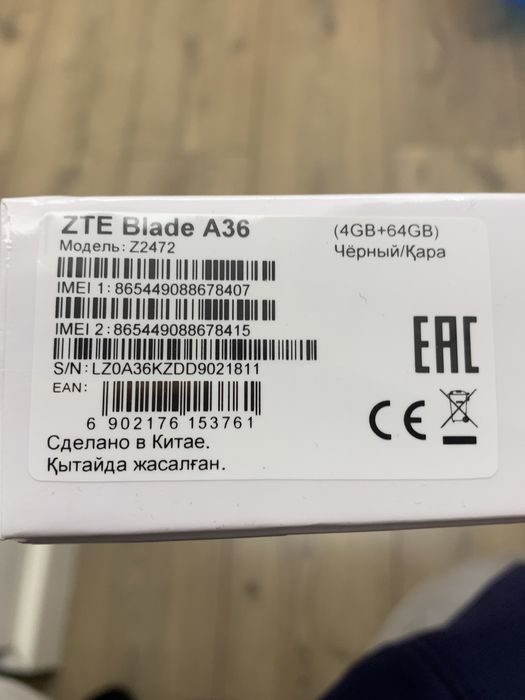 ZTE Blade A36
(4GB+64GB)
Модель: Z2472
Чёрный/Қара
IMEI 1: 865449088678407
IMEI 2: 865449088678415
S/N: LZ0A36KZDD9021811
EAN:
6 902176 153761
EAC
CE
Сделано в Китае.
Қытайда жасалған.